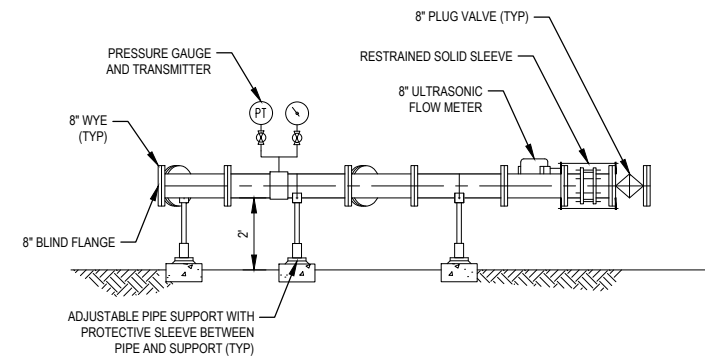 8" PLUG VALVE (TYP)
PRESSURE GAUGE
AND TRANSMITTER
RESTRAINED SOLID SLEEVE
8" ULTRASONIC
FLOW METER
PT
8" WYE
(TYP)
8" BLIND FLANGE
2'
ADJUSTABLE PIPE SUPPORT WITH
PROTECTIVE SLEEVE BETWEEN
PIPE AND SUPPORT (TYP)